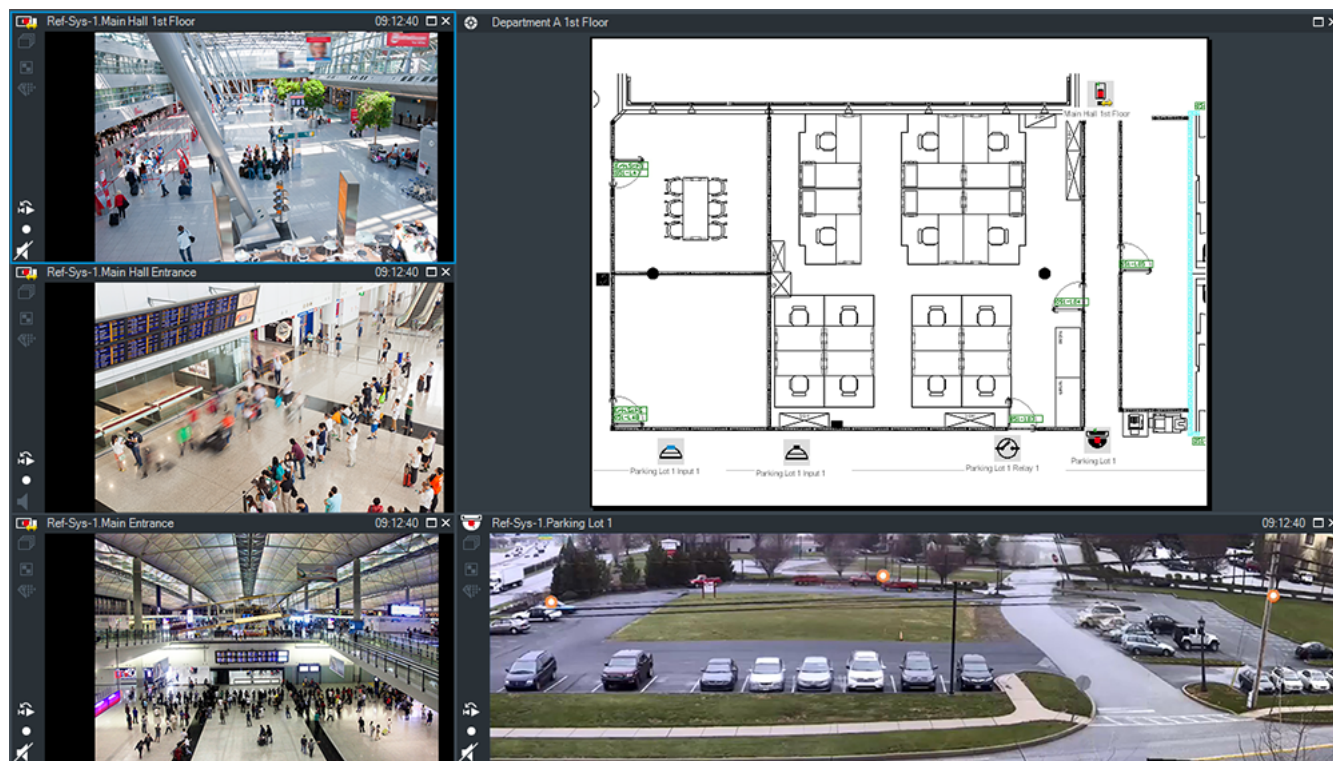 Ref-Sys-1.Main Hall 1st Floor 09:12:40
Department A 1st Floor
Main Hall 1st Floor
Ref-Sys-1.Main Hall Entrance 09:12:40
Parking Lot 1 Input 1
Parking Lot 1 Input 1
Parking Lot 1 Relay 1
Parking Lot 1
Ref-Sys-1.Main Entrance 09:12:40
Ref-Sys-1.Parking Lot 1 09:12:40